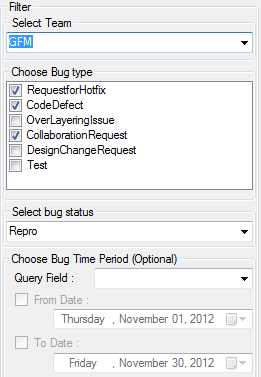 Filter
Select Team
GFM
Choose Bug type
RequestforHotfix
CodeDefect
OverLayeringIssue
CollaborationRequest
DesignChangeRequest
Test
Select bug status
Repro
Choose Bug Time Period (Optional)
Query Field :
From Date :
Thursday , November 01, 2012
To Date :
Friday , November 30, 2012